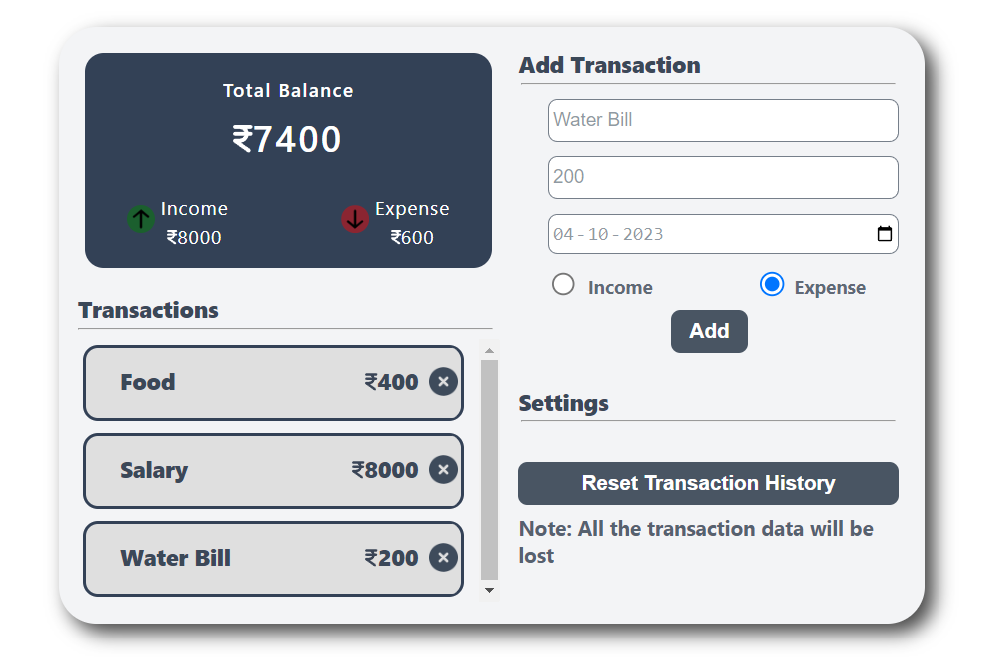 Total Balance
₹7400
Income
₹8000
Expense
₹600
Transactions
Food ₹400
Salary ₹8000
Water Bill ₹200
Add Transaction
Water Bill
200
04-10-2023
Income Expense
Add
Settings
Reset Transaction History
Note: All the transaction data will be
lost